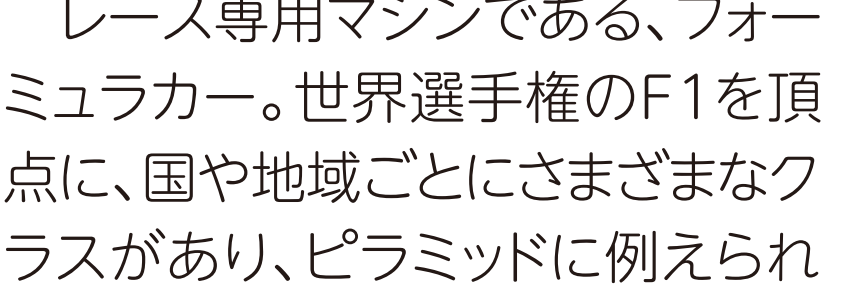 レース専用マシンである、フォー
ミュラカー。世界選手権のF1を頂
点に、国や地域ごとにさまざまなク
ラスがあり、ピラミッドに例えられ